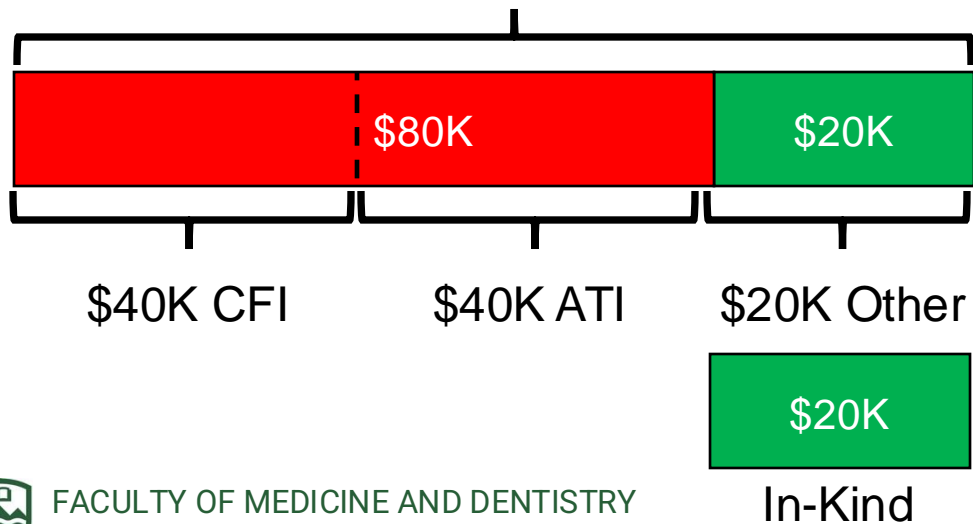 $80K $20K
$40K CFI $40K ATI $20K Other
$20K
FACULTY OF MEDICINE AND DENTISTRY
In-Kind